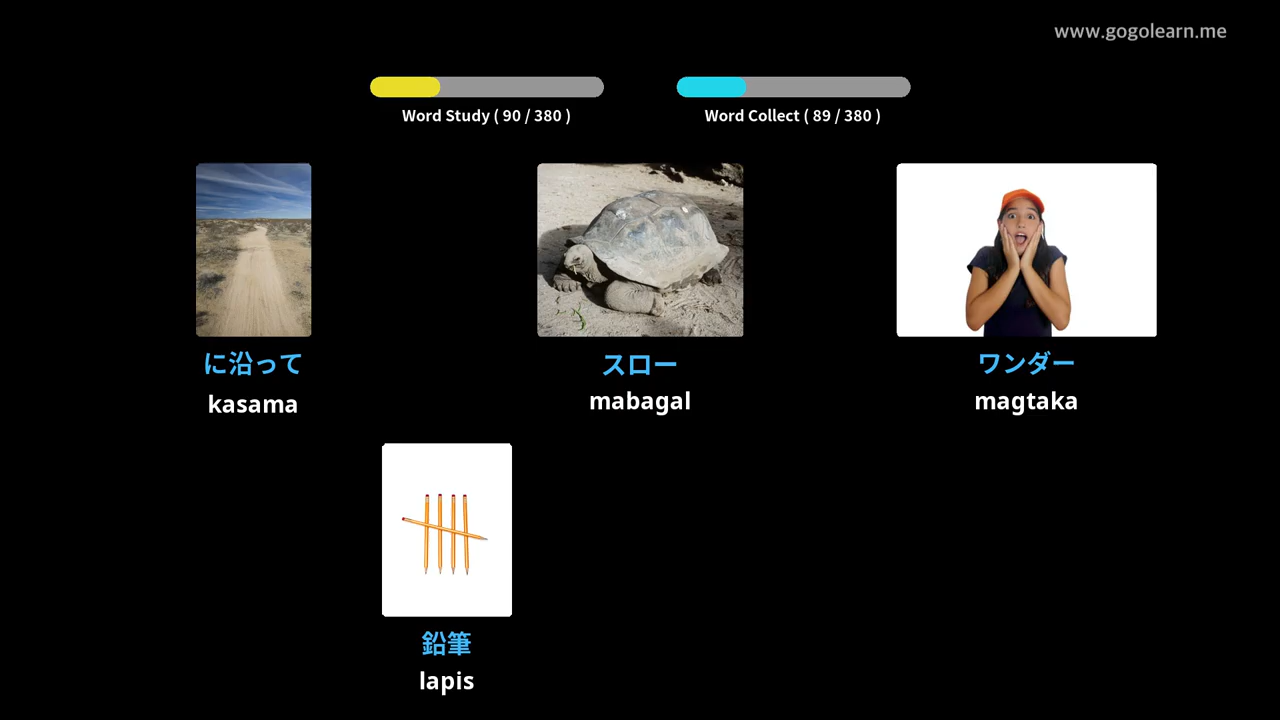 www.gogolearn.me
Word Study ( 90 / 380 )
Word Collect ( 89 / 380 )
に沿って
kasama
スロー
mabagal
ワンダー
magtaka
鉛筆
lapis